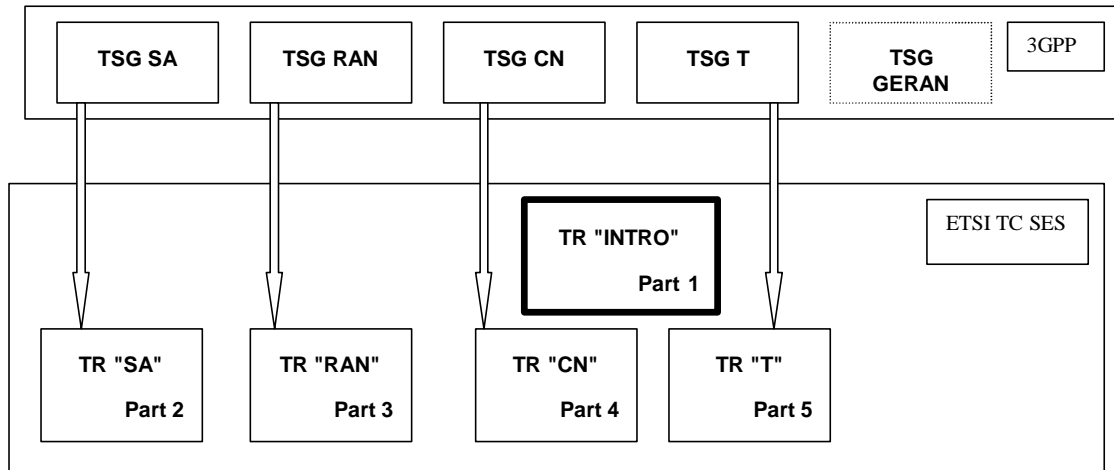 TSG SA
TSG RAN
TSG CN
TSG T
TSG
GERAN
3GPP
TR "INTRO"
Part 1
ETSI TC SES
TR "SA"
Part 2
TR "RAN"
Part 3
TR "CN"
Part 4
TR "T"
Part 5